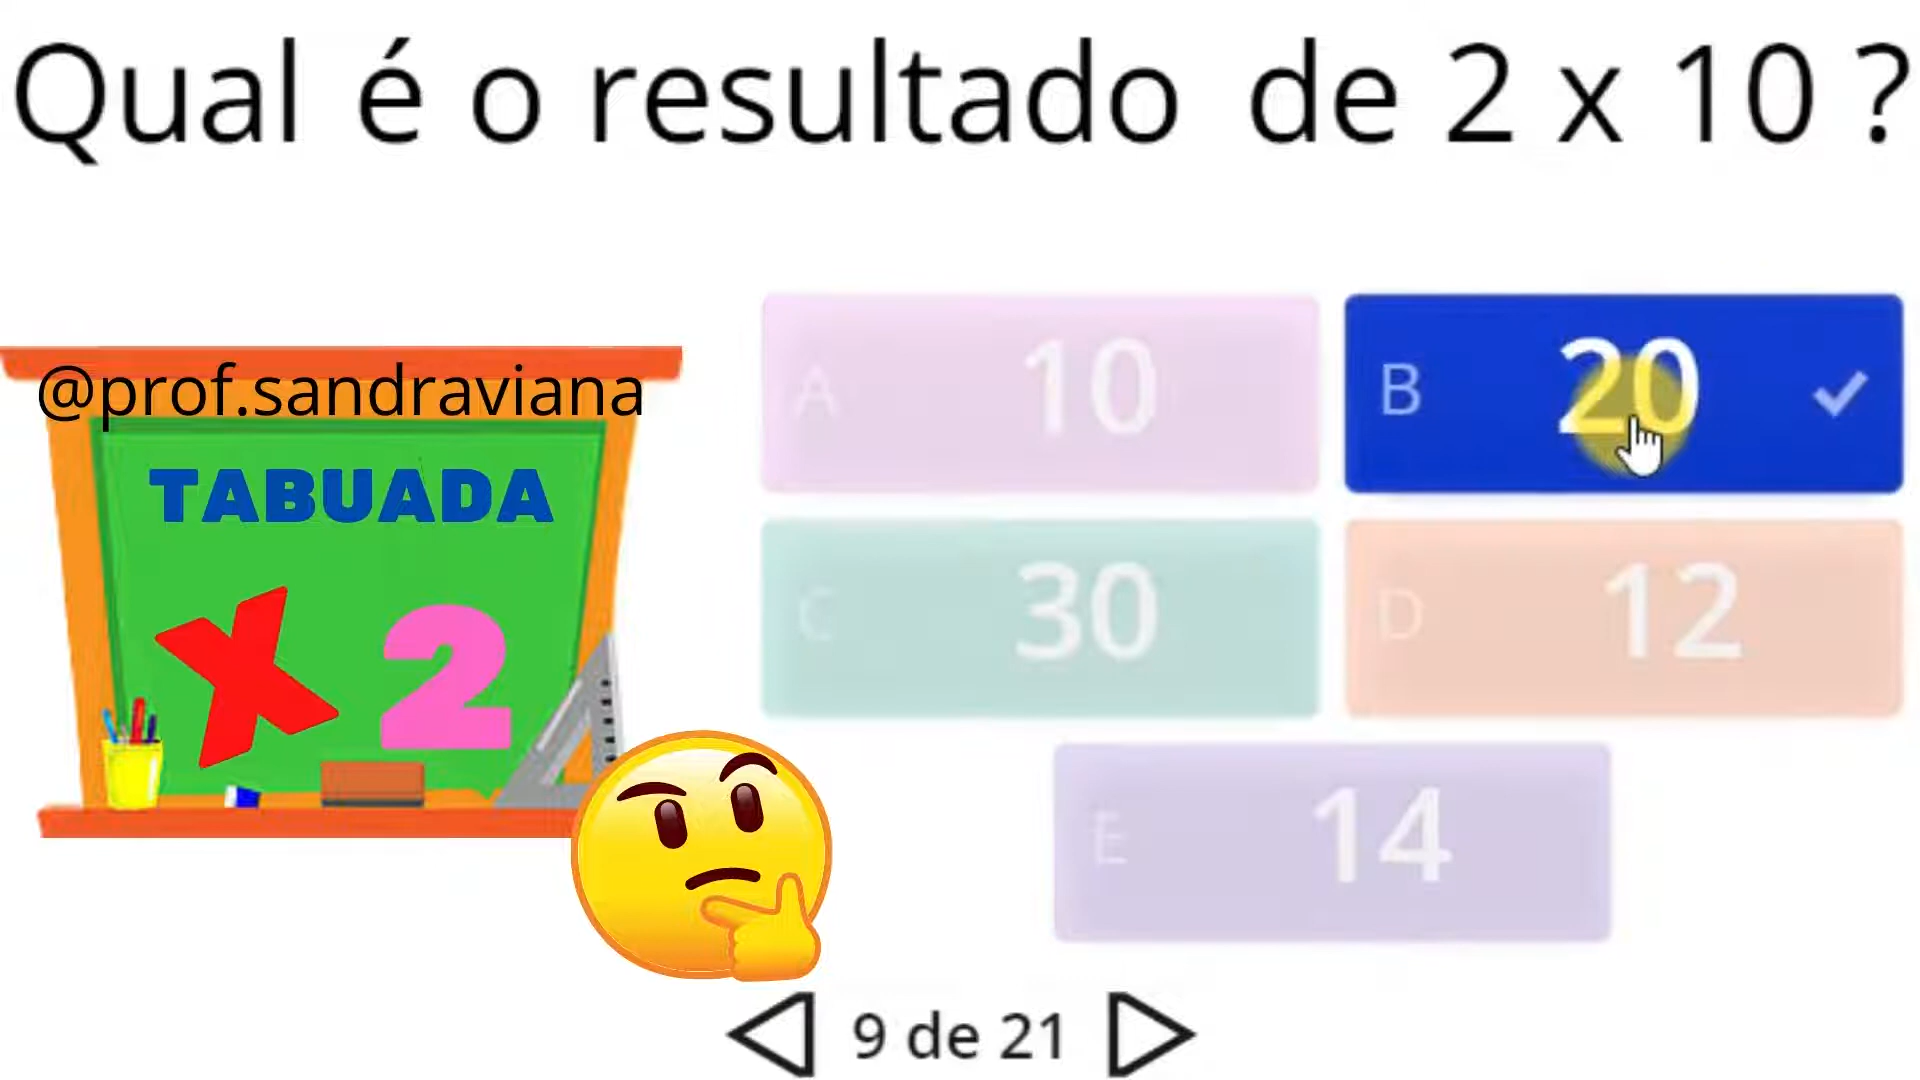 Qual é o resultado de 2 x 10 ?
@prof.sandraviana
TABUADA
X 2
A 10
B 20
C 30
D 12
E 14
9 de 21